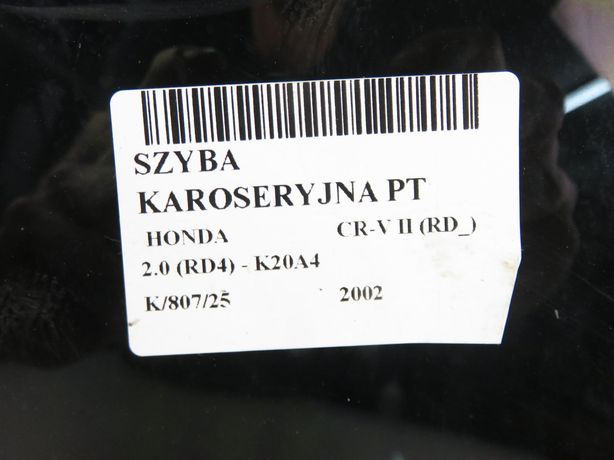 SZYBA
KAROSERYJNA PT
HONDA CR-V II (RD_)
2.0 (RD4) - K20A4
K/807/25 2002